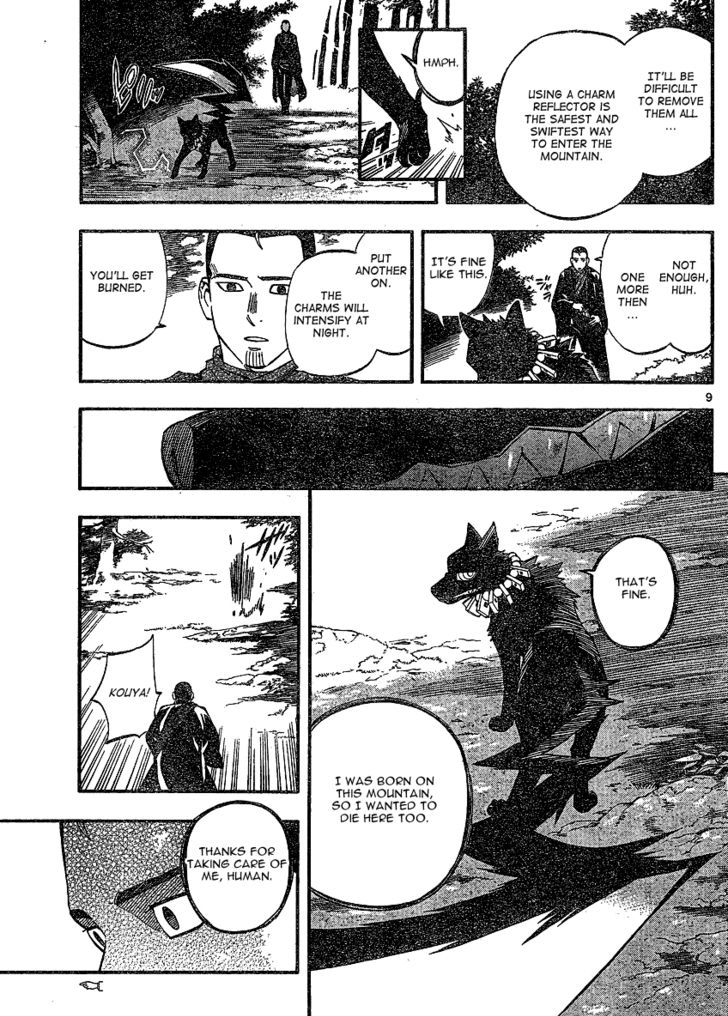 IT'LL BE
DIFFICULT
TO REMOVE
THEM ALL
...
USING A CHARM
REFLECTOR IS
THE SAFEST AND
SWIFTEST WAY
TO ENTER THE
MOUNTAIN.
HMPH.
NOT
ENOUGH,
HUH.
ONE
MORE
THEN
...
IT'S FINE
LIKE THIS.
PUT
ANOTHER
ON.
THE
CHARMS WILL
INTENSIFY AT
NIGHT.
YOU'LL GET
BURNED.
9
THAT'S
FINE.
I WAS BORN ON
THIS MOUNTAIN,
SO I WANTED TO
DIE HERE TOO.
KOUYA!
THANKS FOR
TAKING CARE OF
ME, HUMAN.